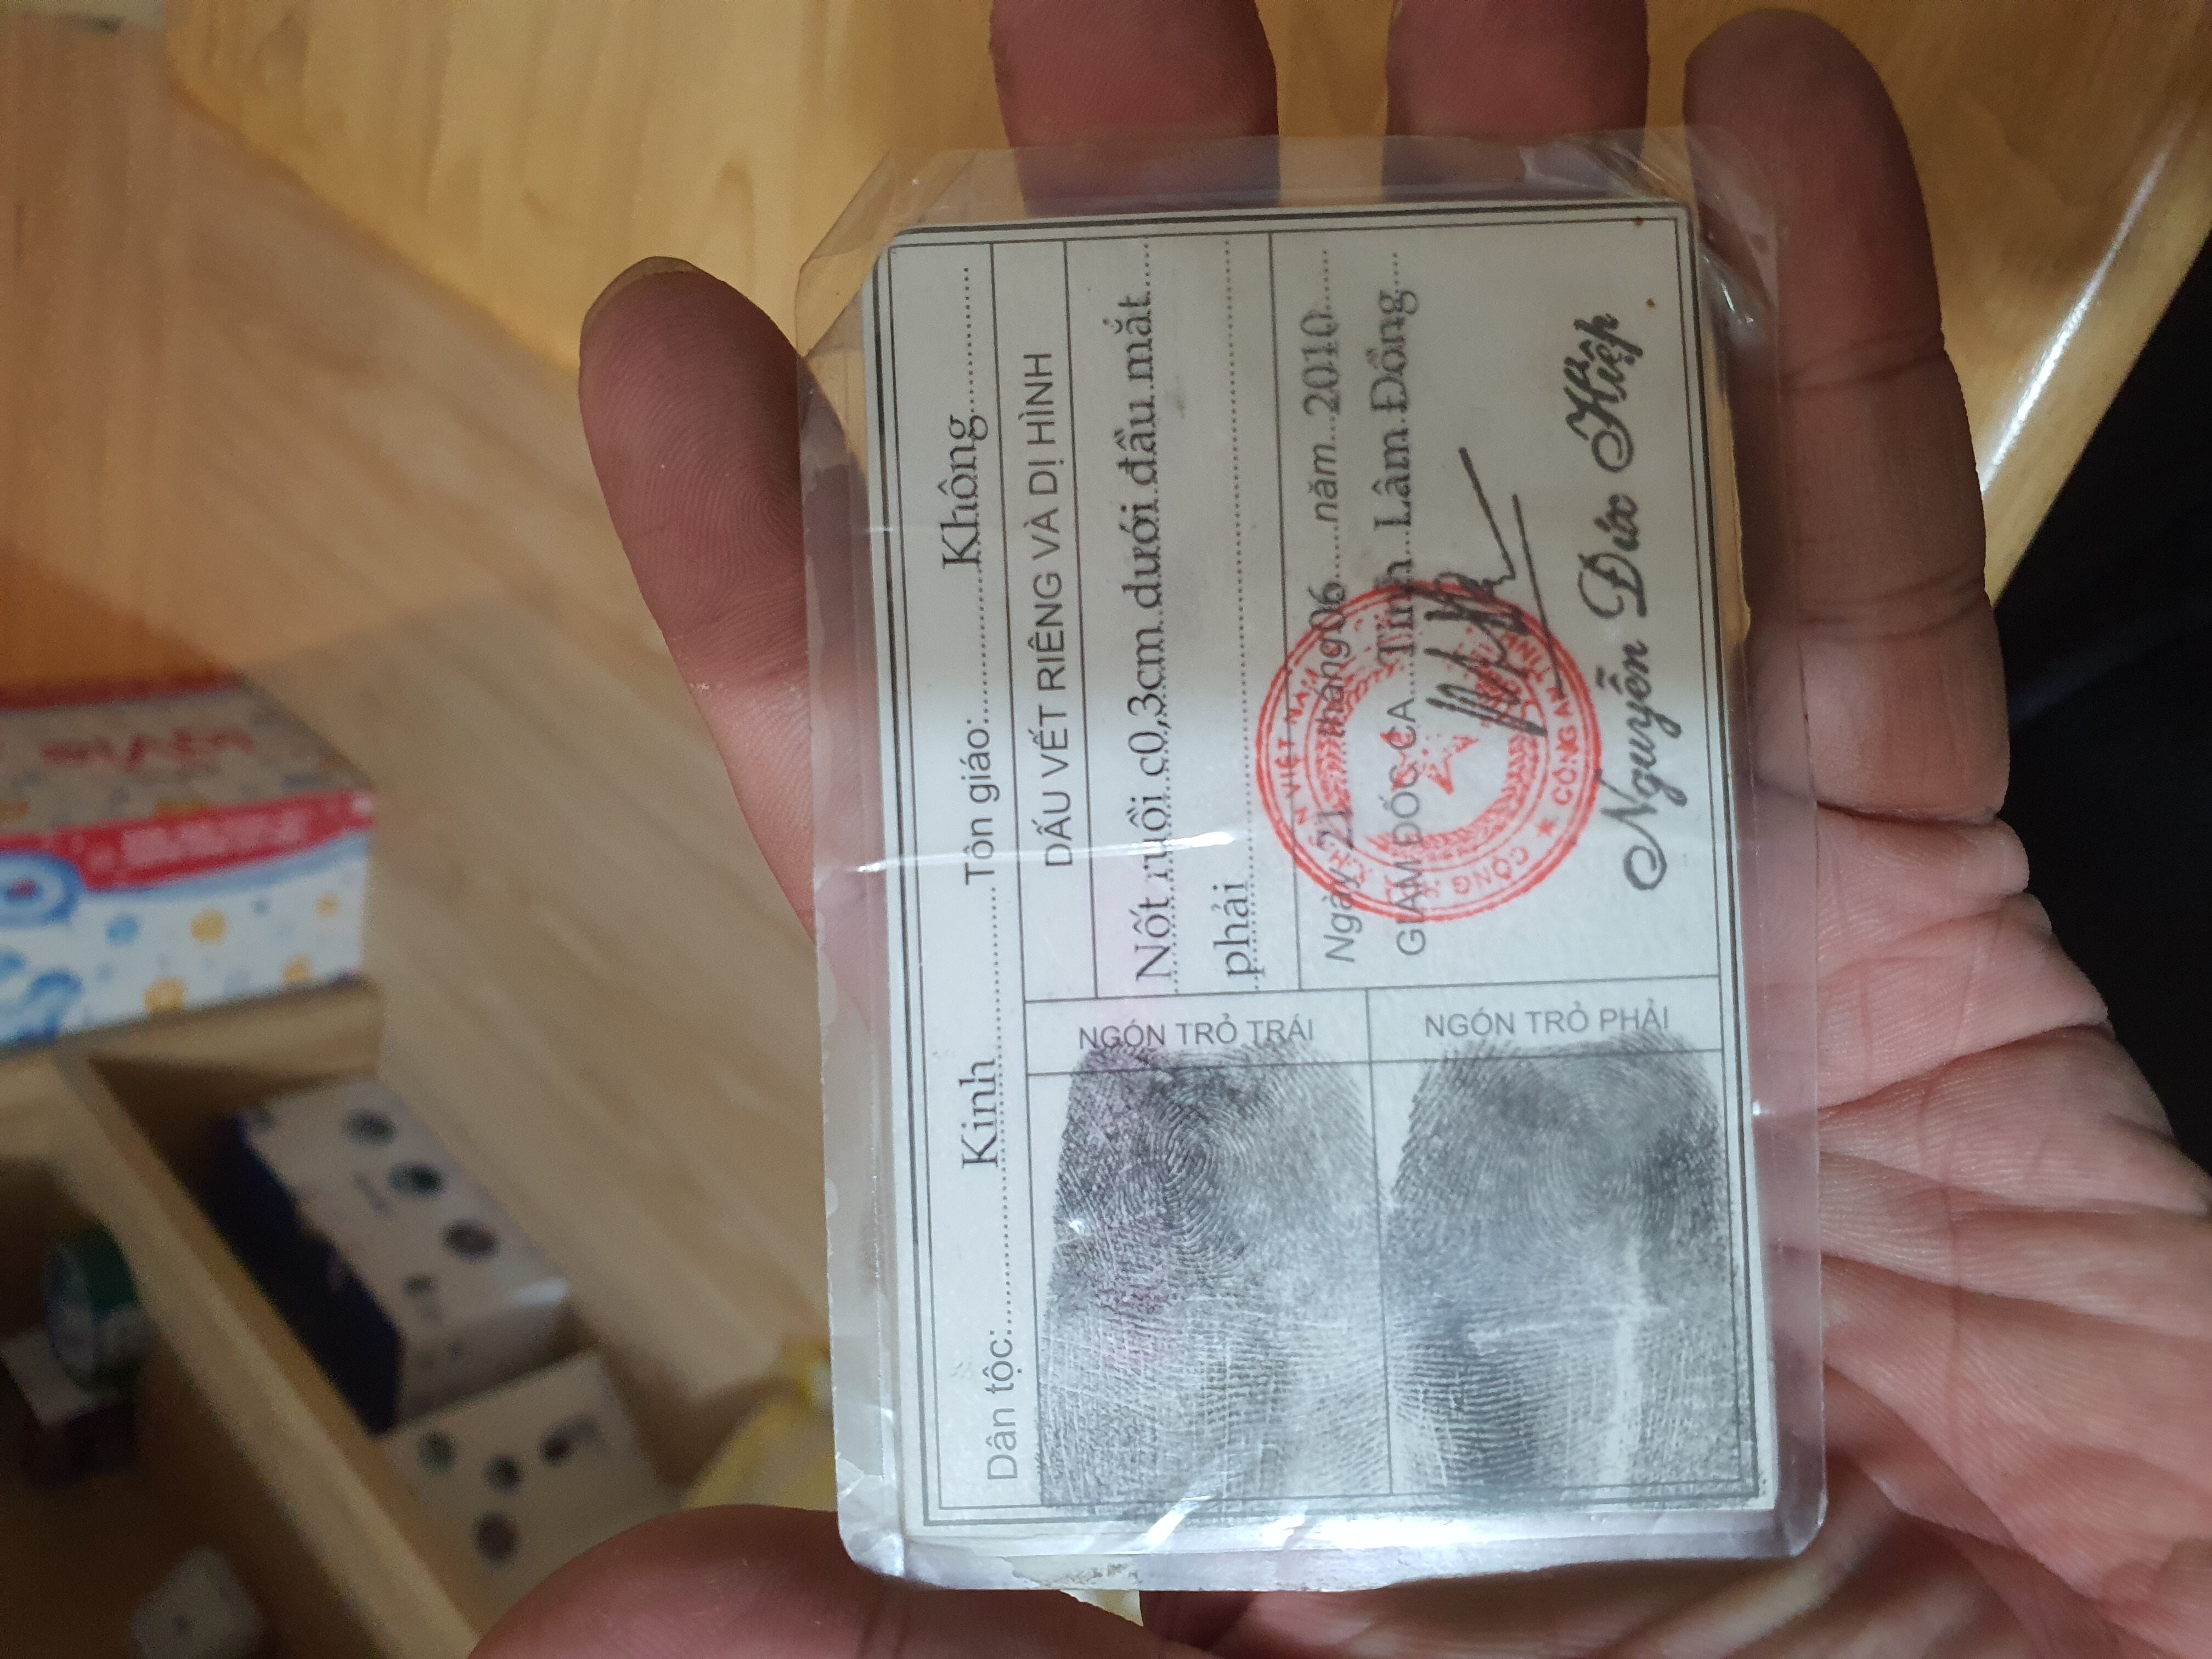 Dân tộc: Kinh Tôn giáo: Không
DẤU VẾT RIÊNG VÀ DỊ HÌNH
Nốt ruồi c0,3cm dưới đầu mắt
phải
NGÓN TRỎ TRÁI
NGÓN TRỎ PHẢI
Ngày 21 tháng 06 năm 2010
GIÁM ĐỐC CA Tỉnh Lâm Đồng
Nguyễn Đức Hiệp